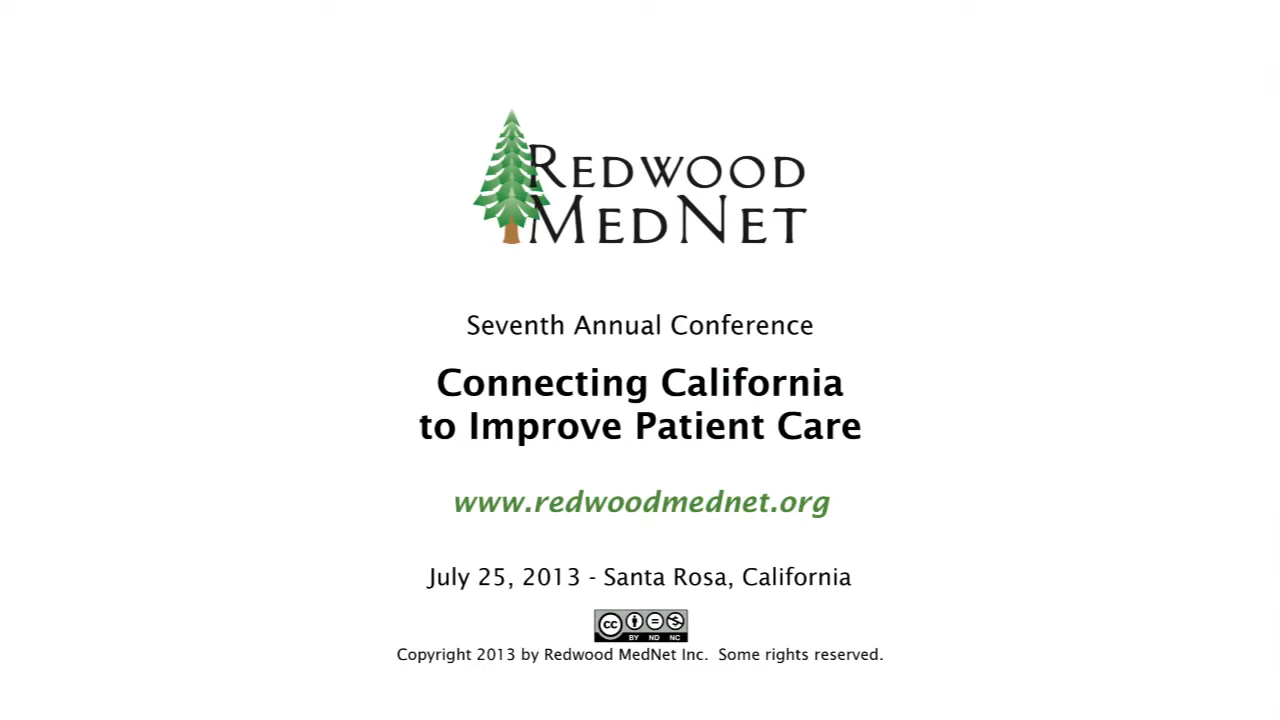 REDWOOD
MEDNET
Seventh Annual Conference
Connecting California
to Improve Patient Care
www.redwoodmednet.org
July 25, 2013 - Santa Rosa, California
cc
BY ND NC
Copyright 2013 by Redwood MedNet Inc. Some rights reserved.